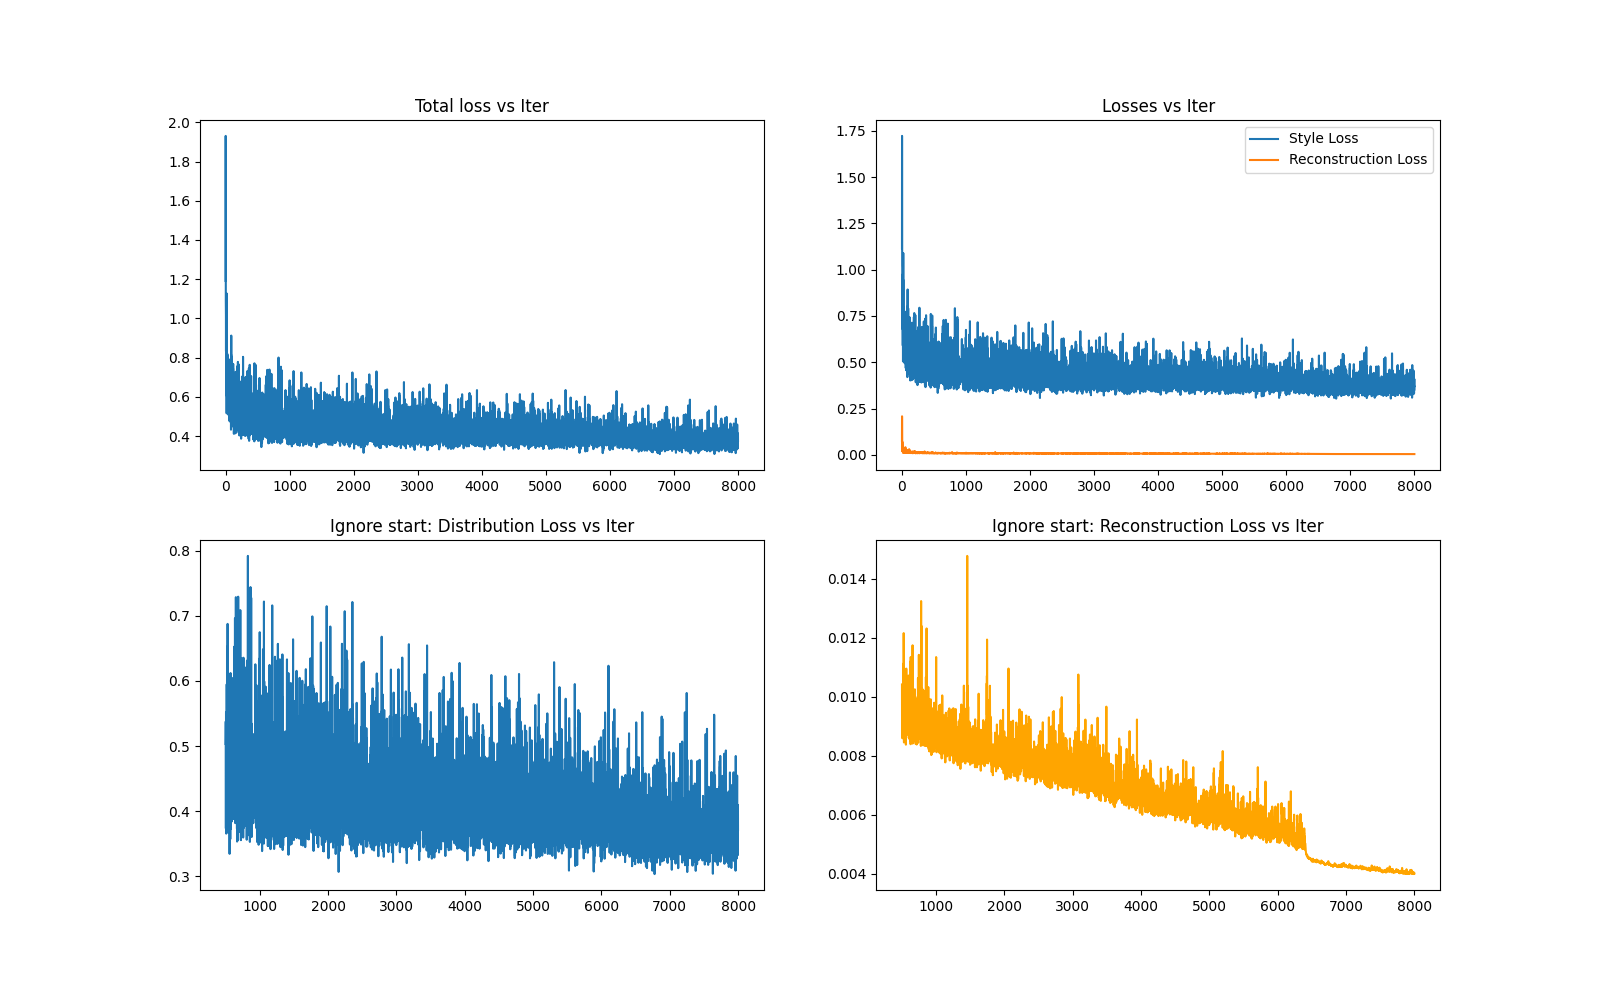 Total loss vs Iter
2.0
1.8
1.6
1.4
1.2
1.0
0.8
0.6
0.4
0 1000 2000 3000 4000 5000 6000 7000 8000
Losses vs Iter
Style Loss
Reconstruction Loss
1.75
1.50
1.25
1.00
0.75
0.50
0.25
0.00
0 1000 2000 3000 4000 5000 6000 7000 8000
Ignore start: Distribution Loss vs Iter
0.8
0.7
0.6
0.5
0.4
0.3
1000 2000 3000 4000 5000 6000 7000 8000
Ignore start: Reconstruction Loss vs Iter
0.014
0.012
0.010
0.008
0.006
0.004
1000 2000 3000 4000 5000 6000 7000 8000